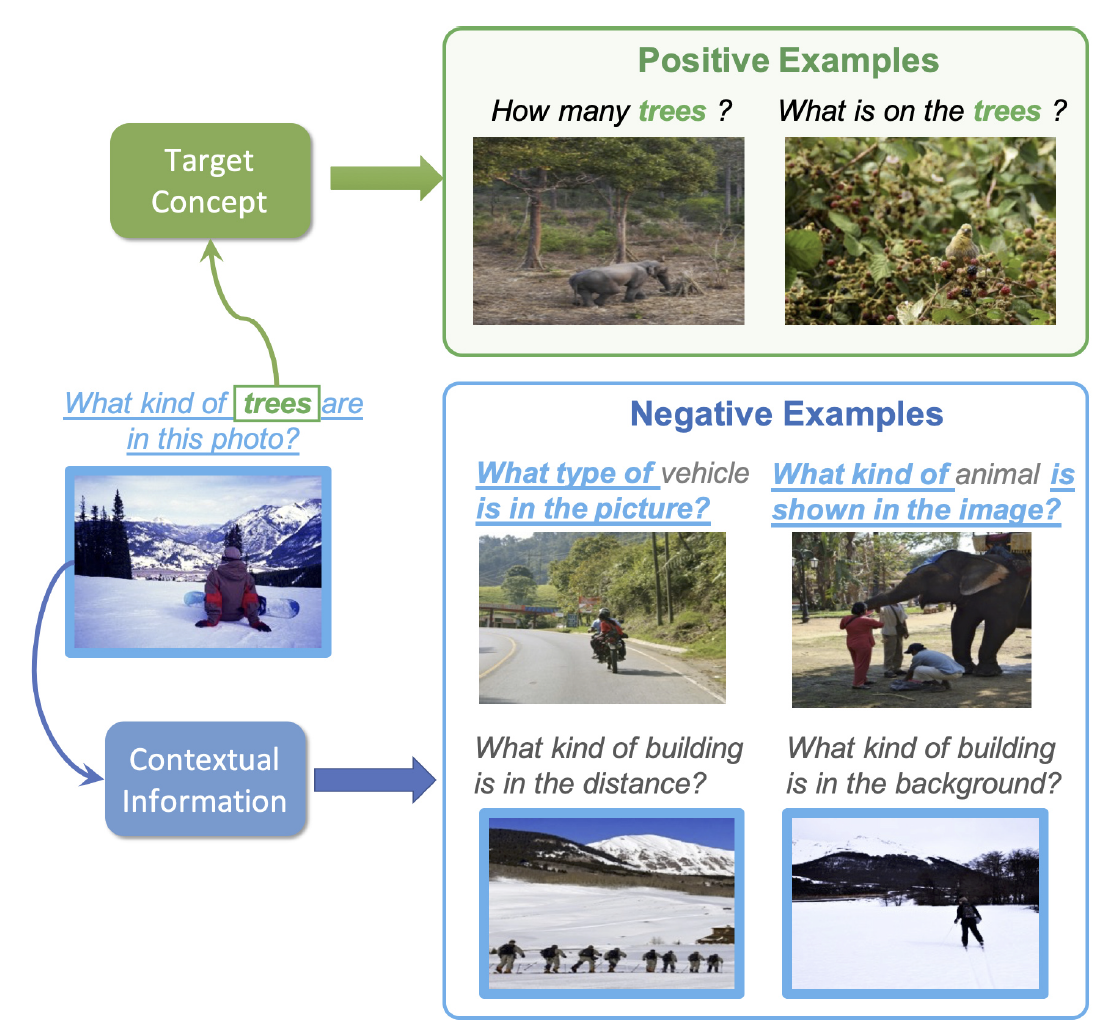 Positive Examples
How many trees ?
What is on the trees ?
Target
Concept
What kind of trees are
in this photo?
Negative Examples
What type of vehicle
is in the picture?
What kind of animal is
shown in the image?
Contextual
Information
What kind of building
is in the distance?
What kind of building
is in the background?